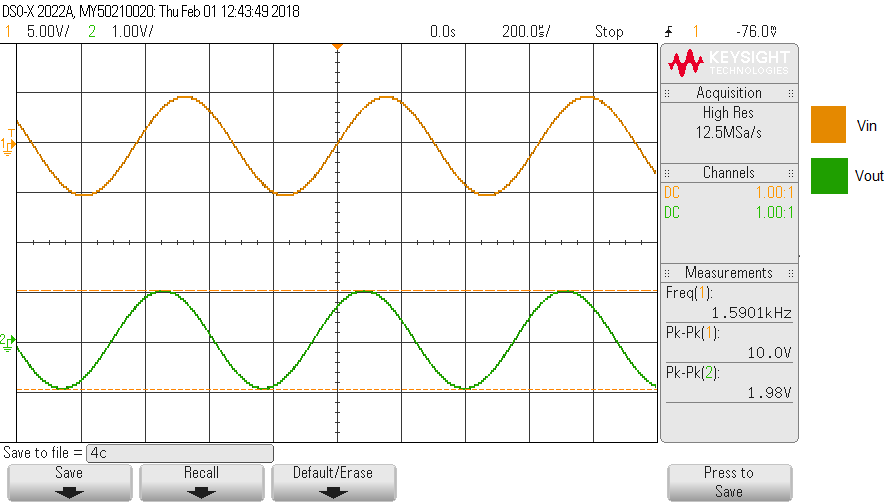 DSO-X 2022A, MY50210020: Thu Feb 01 12:43:49 2018
1 5.00V/ 2 1.00V/ 0.0s 200.0s/ Stop 1 -76.0V
KEYSIGHT
TECHNOLOGIES
Acquisition
High Res
12.5MSa/s
Channels
DC 1.00:1
DC 1.00:1
Measurements
Freq(1):
1.5901kHz
Pk-Pk(1):
10.0V
Pk-Pk(2):
1.98V
Vin
Vout
T
1
2
Save to file = 4c
Save
Recall
Default/Erase
Press to
Save